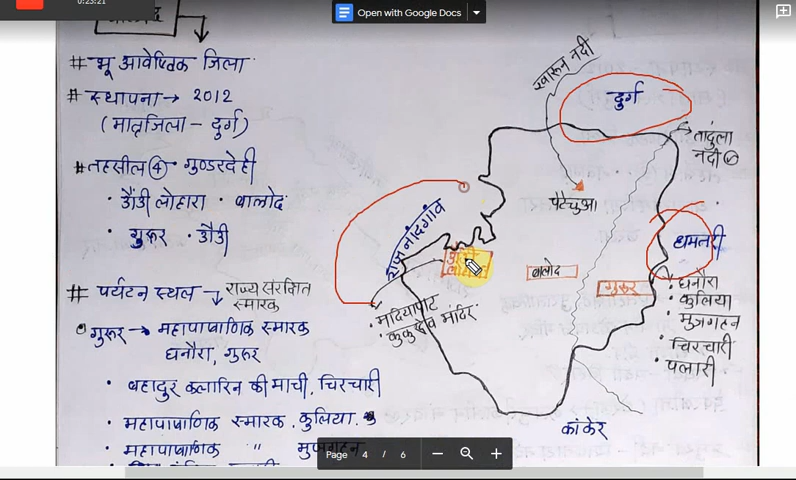 0:23:21
Open with Google Docs
# भू आवेष्टिक जिला
# स्थापना → 2012
(मातृजिला - दुर्ग)
# तहसील ④ - गुण्डरदेही
· डौंडी लोहारा · बालोद
· गुरूर · डौंडी
# पर्यटन स्थल → राज्य संरक्षित
स्मारक
गुरूर → महापाषाणिक स्मारक
धनौरा, गुरूर
· बहादुर कलारिन की माची, चिरचारी
· महापाषाणिक स्मारक, कुलिया
· महापाषाणिक "
खारून नदी
दुर्ग
तांदुला
नदी
राजनांदगांव
बालोद
गुरूर
धमतरी
· धनौरा
· कुलिया
· मुजगहन
· चिरचारी
· पलारी
· मटियापाट
· कुकुरदेव मंदिर
कांकेर
Page 4 / 6